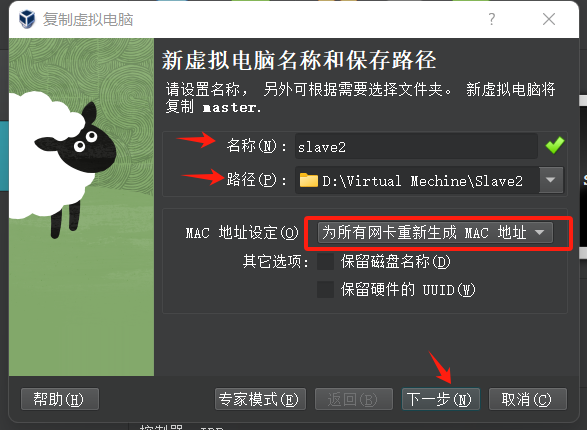 复制虚拟电脑
新虚拟电脑名称和保存路径
请设置名称， 另外可根据需要选择文件夹。 新虚拟电脑将
复制 master.
名称(N): slave2
路径(P): D:\Virtual Mechine\Slave2
MAC 地址设定(O) 为所有网卡重新生成 MAC 地址
其它选项: 保留磁盘名称(D)
保留硬件的 UUID(W)
帮助(H) 专家模式(E) 返回(B) 下一步(N) 取消(C)